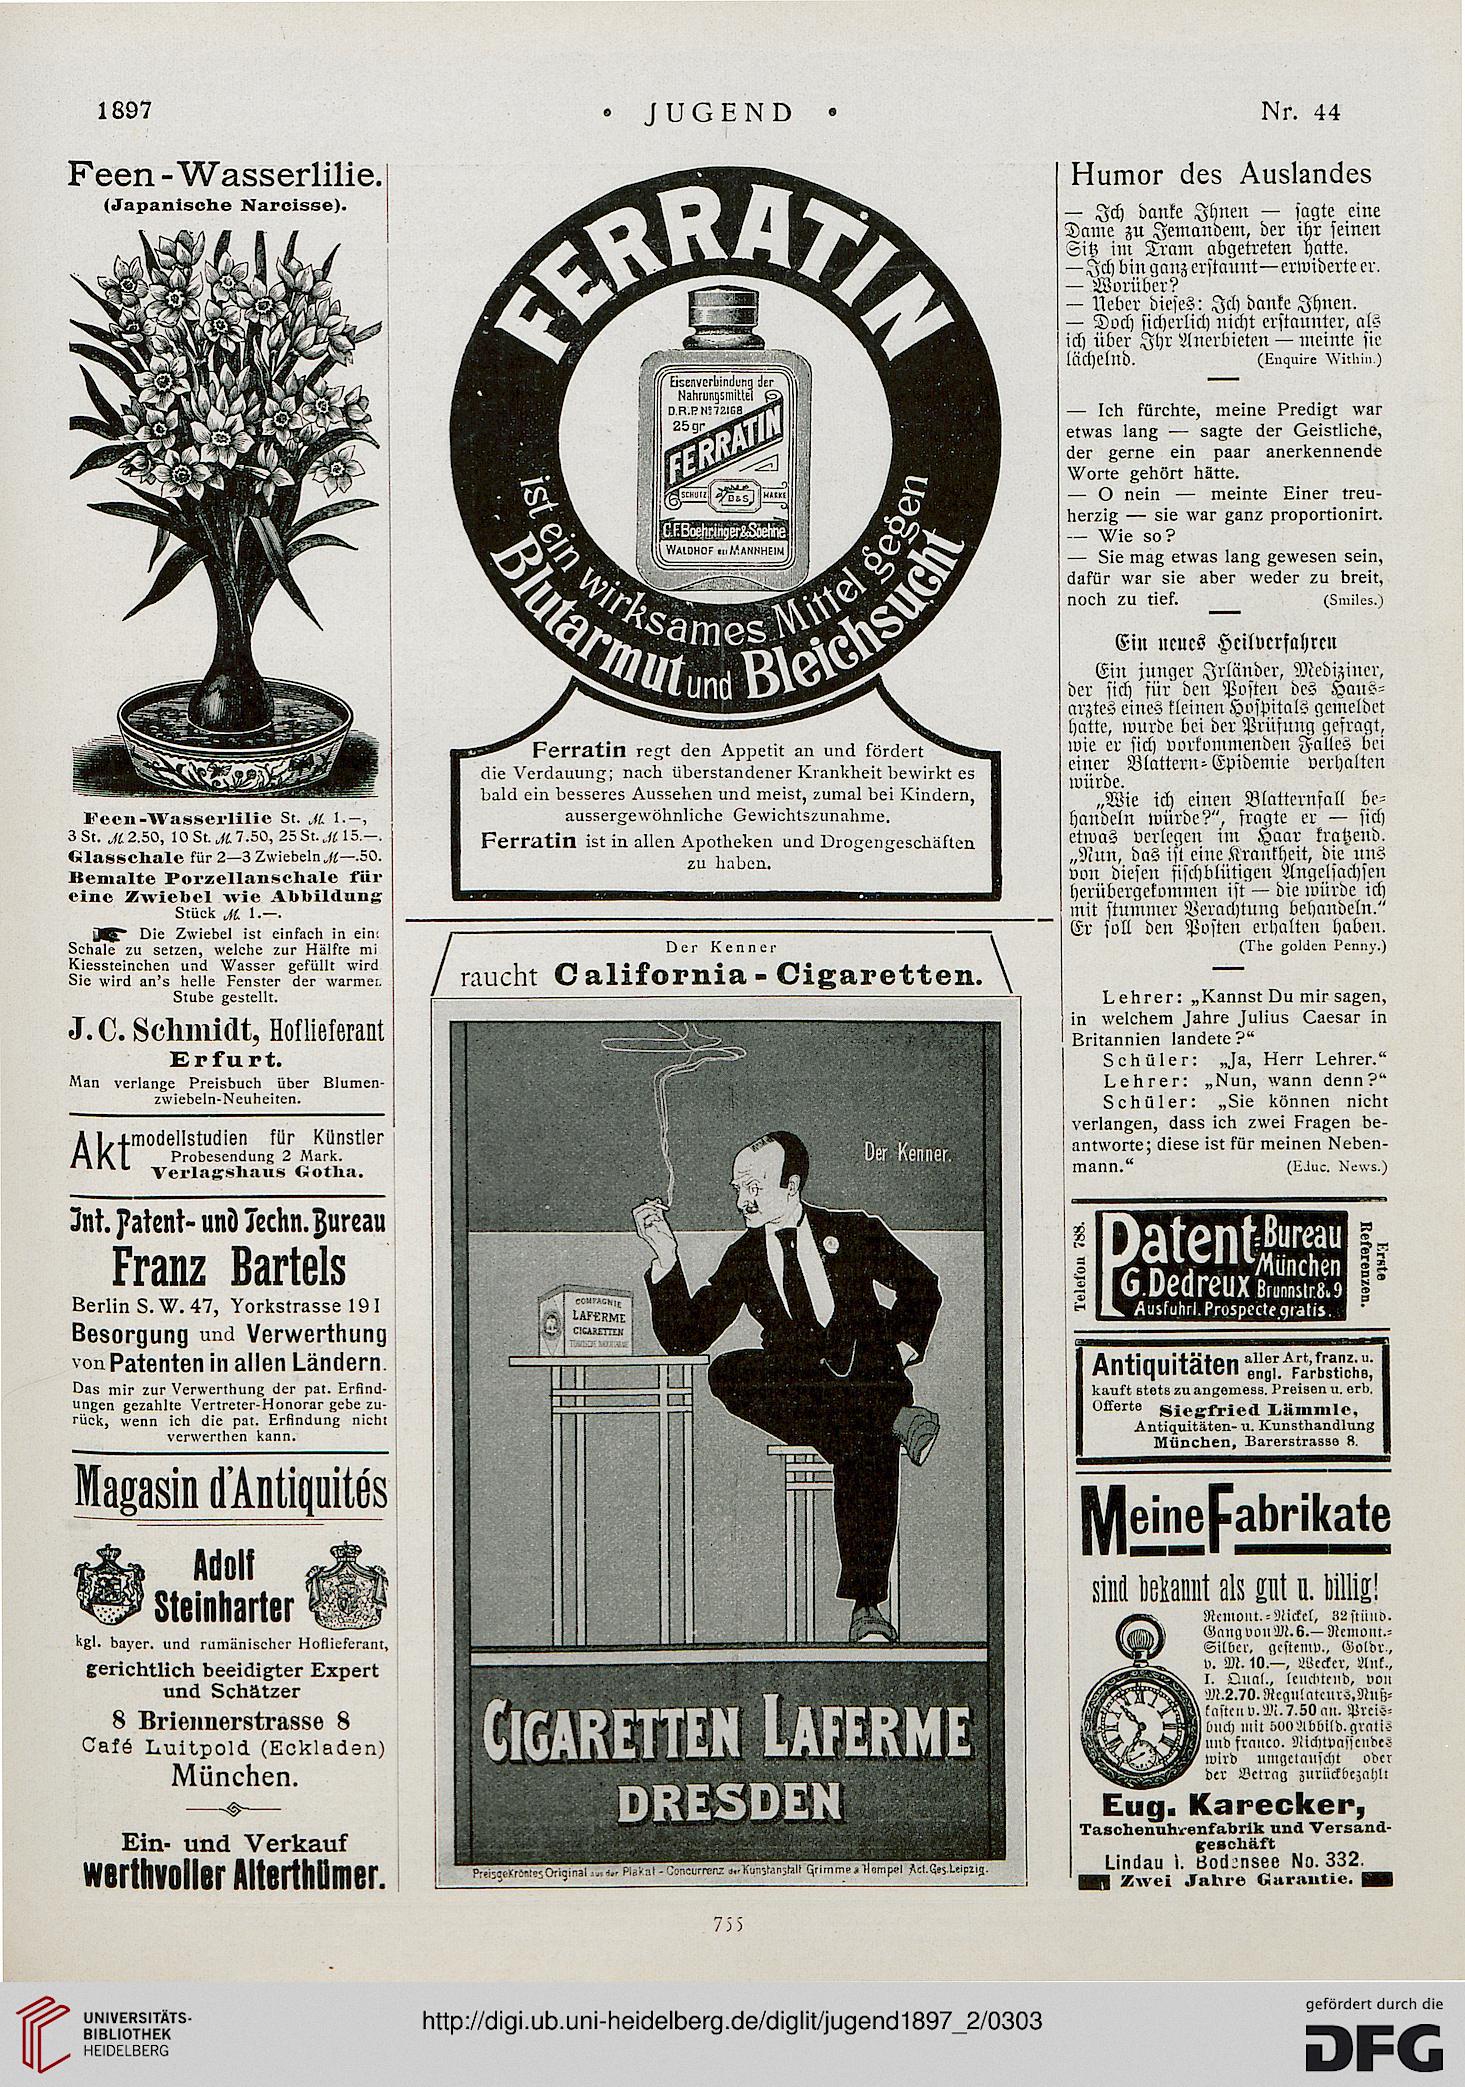 1897
• JUGEND •
Nr. 44
Feen-Wasserlilie.
(Japanische Narcisse).
Feen-Wasserlilie St. M. 1.—,
3 St. M. 2.50, 10 St. M. 7.50, 25 St. M. 15.—.
Glasschale für 2—3 Zwiebeln M.—.50.
Bemalte Porzellanschale für
eine Zwiebel wie Abbildung
Stück M. 1.—.
Die Zwiebel ist einfach in eine
Schale zu setzen, welche zur Hälfte mi
Kiessteinchen und Wasser gefüllt wird
Sie wird an's helle Fenster der warmen
Stube gestellt.
J. C. Schmidt, Hoflieferant
Erfurt.
Man verlange Preisbuch über Blumen-
zwiebeln-Neuheiten.
Aktmodellstudien für Künstler
Probesendung 2 Mark.
Verlagshaus Gotha.
Int. Patent- und Techn. Bureau
Franz Bartels
Berlin S. W. 47, Yorkstrasse 19 I
Besorgung und Verwerthung
von Patenten in allen Ländern.
Das mir zur Verwerthung der pat. Erfind-
ungen gezahlte Vertreter-Honorar gebe zu-
rück, wenn ich die pat. Erfindung nicht
verwerthen kann.
Magasin d'Antiquités
Adolf
Steinharter
kgl. bayer. und rumänischer Hoflieferant,
gerichtlich beeidigter Expert
und Schätzer
8 Briennerstrasse 8
Café Luitpold (Eckladen)
München.
Ein- und Verkauf
werthvoller Alterthümer.
FERRATIN
Eisenverbindung der
Nahrungsmittel
D.R.P. No 72168
25 gr
FERRATIN
SCHUTZ B&S MARKE
C.F. Boehringer & Soehne
WALDHOF bei MANNHEIM
ist ein wirksames Mittel gegen
Blutarmut und Bleichsucht
Ferratin regt den Appetit an und fördert
die Verdauung; nach überstandener Krankheit bewirkt es
bald ein besseres Aussehen und meist, zumal bei Kindern,
aussergewöhnliche Gewichtszunahme.
Ferratin ist in allen Apotheken und Drogengeschäften
zu haben.
Der Kenner
raucht California-Cigaretten.
Der Kenner.
COMPAGNIE
LAFERME
CIGARETTEN
CIGARETTEN LAFERME
DRESDEN
Preisgekröntes Original aus der Plakat-Concurrenz der Kunstanstalt Grimme & Hempel Act. Ges. Leipzig.
Humor des Auslandes
— Ich danke Ihnen — sagte eine
Dame zu Jemandem, der ihr seinen
Sitz im Tram abgetreten hatte.
— Ich bin ganz erstaunt — erwiderte er.
— Worüber?
— Ueber dieses: Ich danke Ihnen.
— Doch sicherlich nicht erstaunter, als
ich über Ihr Anerbieten — meinte sie
lächelnd. (Enquire Within.)
— Ich fürchte, meine Predigt war
etwas lang — sagte der Geistliche,
der gerne ein paar anerkennende
Worte gehört hätte.
— O nein — meinte Einer treu-
herzig — sie war ganz proportionirt.
— Wie so?
— Sie mag etwas lang gewesen sein,
dafür war sie aber weder zu breit,
noch zu tief. (Smiles.)
Ein neues Heilverfahren
Ein junger Irländer, Mediziner,
der sich für den Posten des Haus-
arztes eines kleinen Hospitals gemeldet
hatte, wurde bei der Prüfung gefragt,
wie er sich vorkommenden Falles bei
einer Blattern-Epidemie verhalten
würde.
„Wie ich einen Blatternfall be-
handeln würde?", fragte er — sich
etwas verlegen im Haar kratzend.
„Nun, das ist eine Krankheit, die uns
von diesen fischblütigen Angelsachsen
herübergekommen ist — die würde ich
mit stummer Verachtung behandeln."
Er soll den Posten erhalten haben.
(The golden Penny.)
Lehrer: „Kannst Du mir sagen,
in welchem Jahre Julius Caesar in
Britannien landete?“
Schüler: „Ja, Herr Lehrer.“
Lehrer: „Nun, wann denn?“
Schüler: „Sie können nicht
verlangen, dass ich zwei Fragen be-
antworte; diese ist für meinen Neben-
mann.“ (Educ. News.)
Telefon 788.
Patent-Bureau
München
G. Dedreux Brunnstr. 8 & 9
Ausführl. Prospecte gratis.
Erste
Referenzen.
Antiquitäten aller Art, franz. u.
engl. Farbstiche,
kauft stets zu angemess. Preisen u. erb.
Offerte Siegfried Lämmle,
Antiquitäten- u. Kunsthandlung
München, Barerstrasse 8.
Meine Fabrikate
sind bekannt als gut u. billig!
Remont.-Nickel, 32 stünd.
Gang von M. 6.— Remont.-
Silber, gestemp., Goldr.,
v. M. 10.—, Wecker, Ank.,
I. Qual., leuchtend, von
M. 2.70. Regulateurs, Nuß-
kasten v. M. 7.50 an. Preis-
buch mit 500 Abbild. gratis
und franco. Nichtpassendes
wird umgetauscht oder
der Betrag zurückbezahlt
Eug. Karecker,
Taschenuhrenfabrik und Versand-
geschäft
Lindau i. Bodensee No. 332.
Zwei Jahre Garantie.
755
UNIVERSITÄTS-
BIBLIOTHEK
HEIDELBERG
http://digi.ub.uni-heidelberg.de/diglit/jugend1897_2/0303
gefördert durch die
DFG